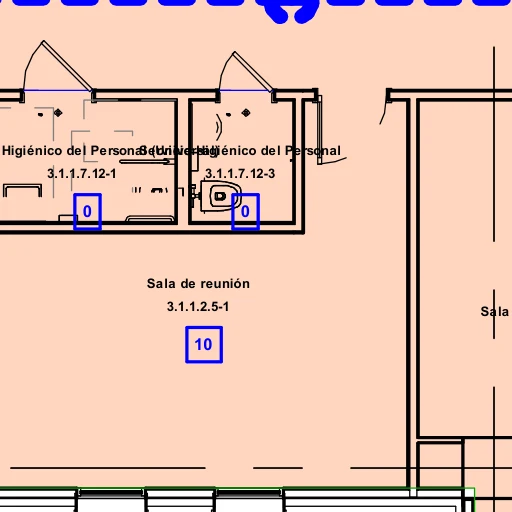 Higiénico del Personal
Higiénico del Personal
3.1.1.7.12-1
3.1.1.7.12-3
0
0
Sala de reunión
3.1.1.2.5-1
10
Sala